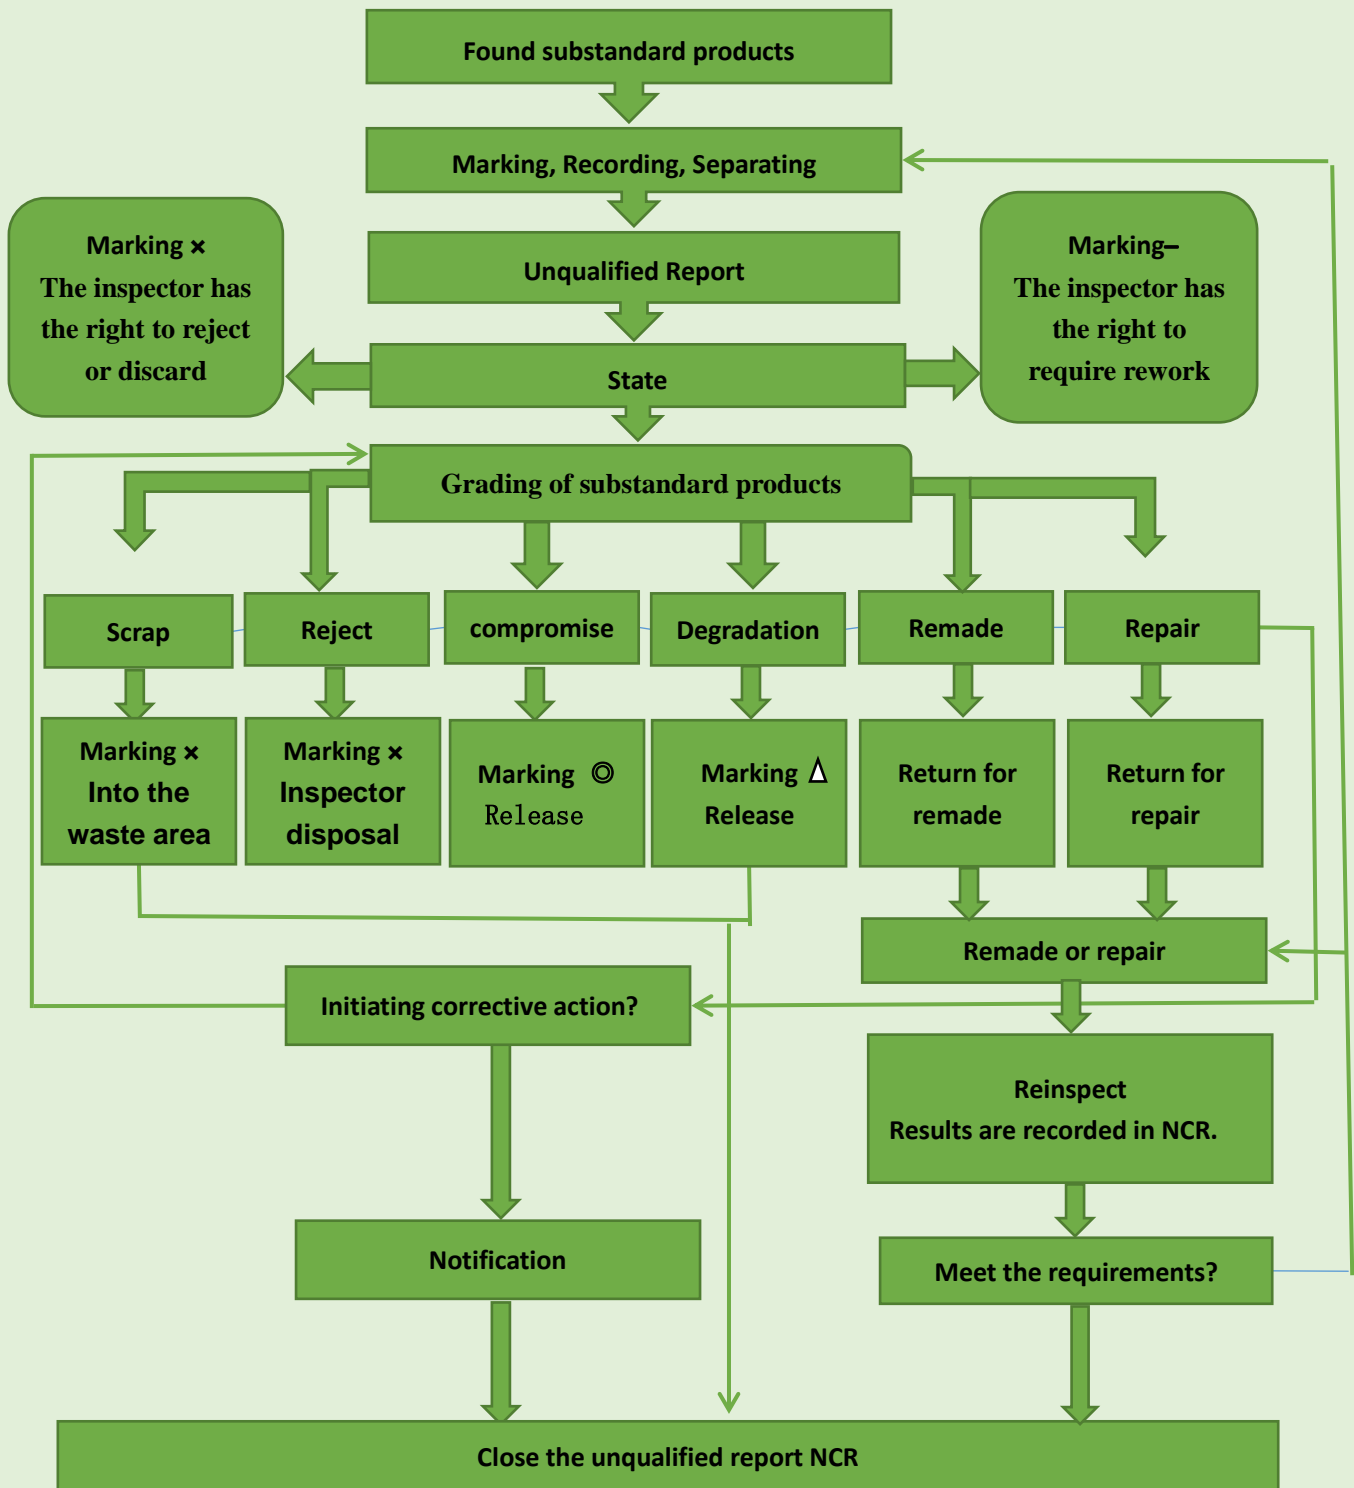 Found substandard products
Marking, Recording, Separating
Marking ×
The inspector has
the right to reject
or discard
Unqualified Report
Marking–
The inspector has
the right to
require rework
State
Grading of substandard products
Scrap
Reject
compromise
Degradation
Remade
Repair
Marking ×
Into the
waste area
Marking ×
Inspector
disposal
Marking ◎
Release
Marking △
Release
Return for
remade
Return for
repair
Remade or repair
Initiating corrective action?
Reinspect
Results are recorded in NCR.
Notification
Meet the requirements?
Close the unqualified report NCR